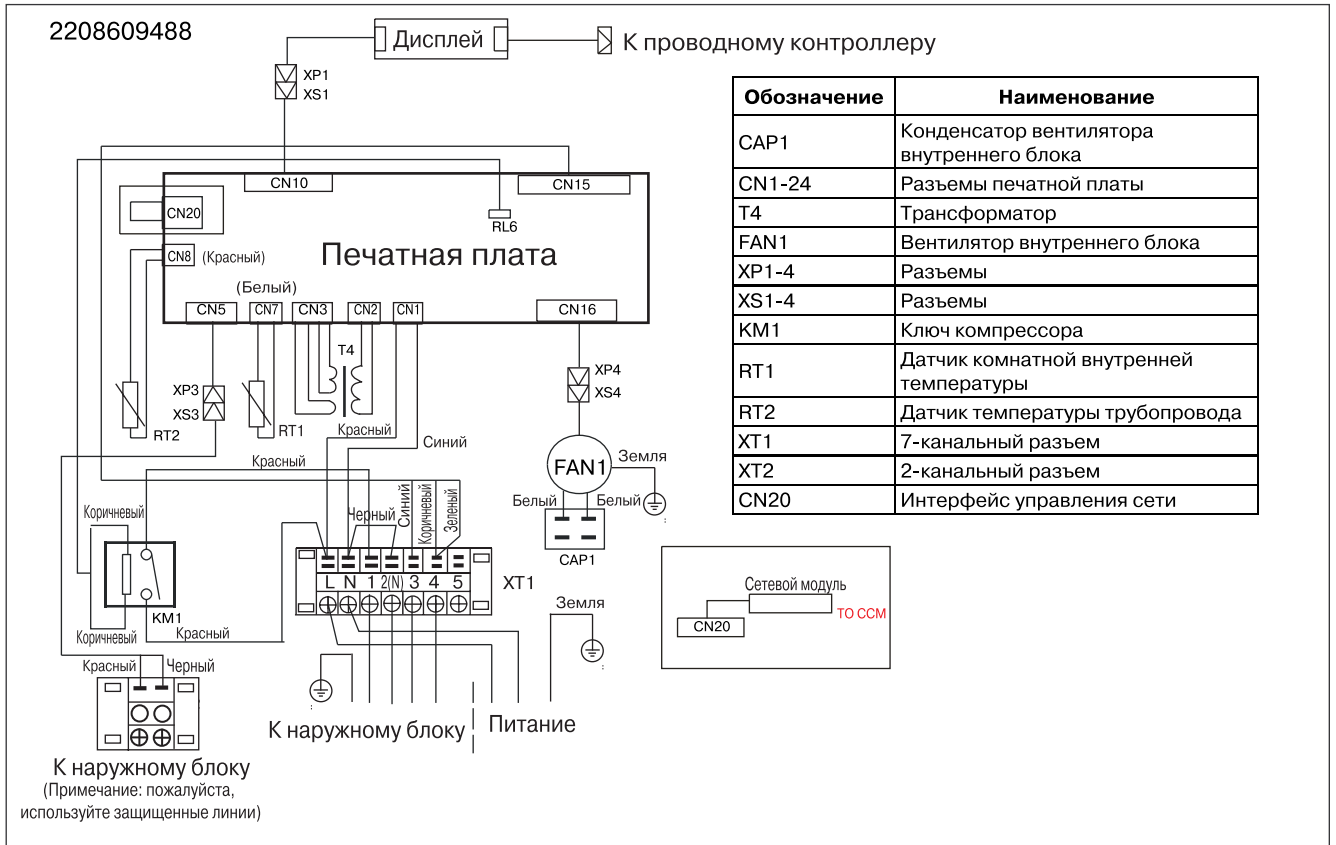 2208609488
Дисплей
К проводному контроллеру
XP1
XS1
CN10
CN15
CN20
RL6
CN8
(Красный)
Печатная плата
(Белый)
CN5
CN7
CN3
CN2
CN1
CN16
T4
XP3
XS3
RT2
RT1
Красный
Синий
XP4
XS4
FAN1
Земля
Белый
Белый
CAP1
Красный
Коричневый
Черный
Синий
Коричневый
Зеленый
L N 1 2(N) 3 4 5
XT1
KM1
Коричневый
Красный
Земля
Красный
Черный
К наружному блоку
Питание
К наружному блоку
(Примечание: пожалуйста,
используйте защищенные линии)
Обозначение Наименование
CAP1 Конденсатор вентилятора
внутреннего блока
CN1-24 Разъемы печатной платы
T4 Трансформатор
FAN1 Вентилятор внутреннего блока
XP1-4 Разъемы
XS1-4 Разъемы
KM1 Ключ компрессора
RT1 Датчик комнатной внутренней
температуры
RT2 Датчик температуры трубопровода
XT1 7-канальный разъем
XT2 2-канальный разъем
CN20 Интерфейс управления сети
Сетевой модуль
TO CCM
CN20